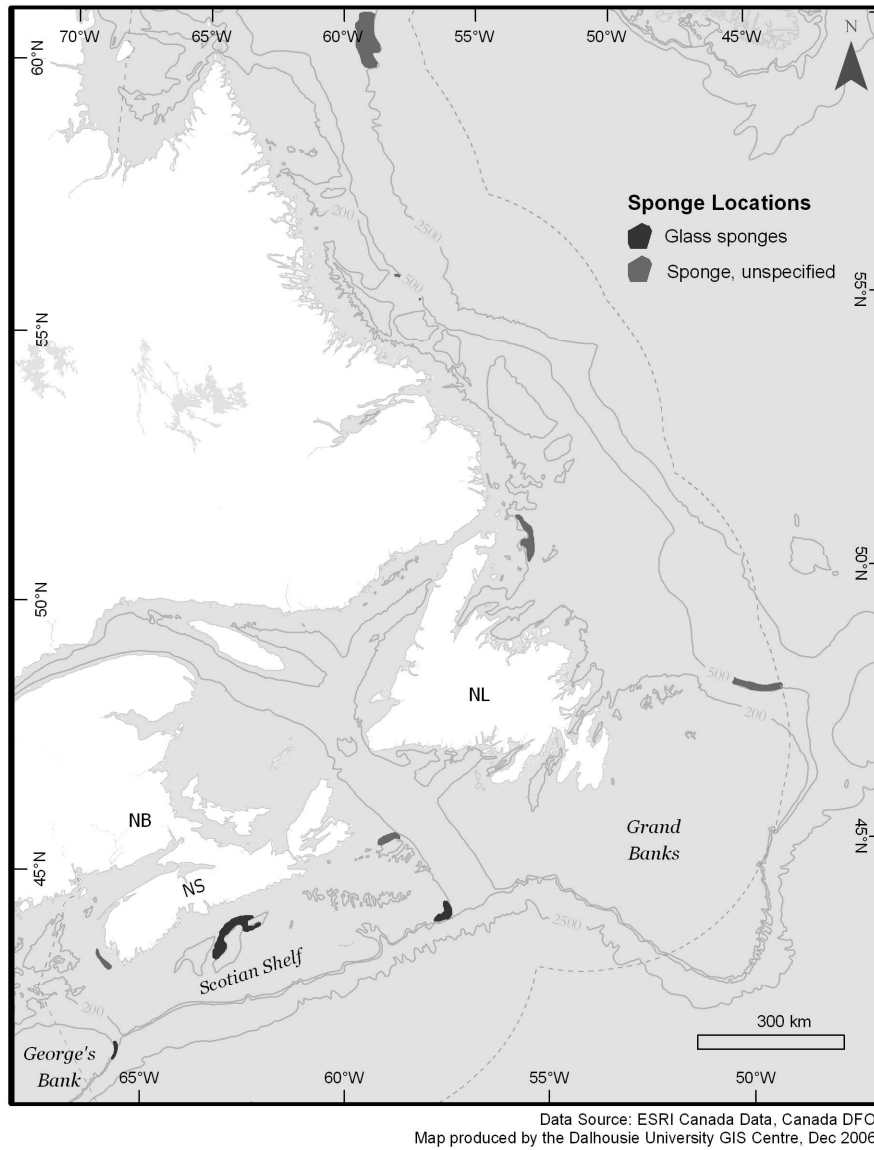 70°W 65°W 60°W 55°W 50°W 45°W
N
60°N
200
2500
Sponge Locations
Glass sponges
Sponge, unspecified
500
55°N
55°N
50°N
50°N
500
NL
200
NB
Grand
Banks
45°N
45°N
NS
2500
Scotian Shelf
200
300 km
George's
Bank
65°W 60°W 55°W 50°W
Data Source: ESRI Canada Data, Canada DFO
Map produced by the Dalhousie University GIS Centre, Dec 2006